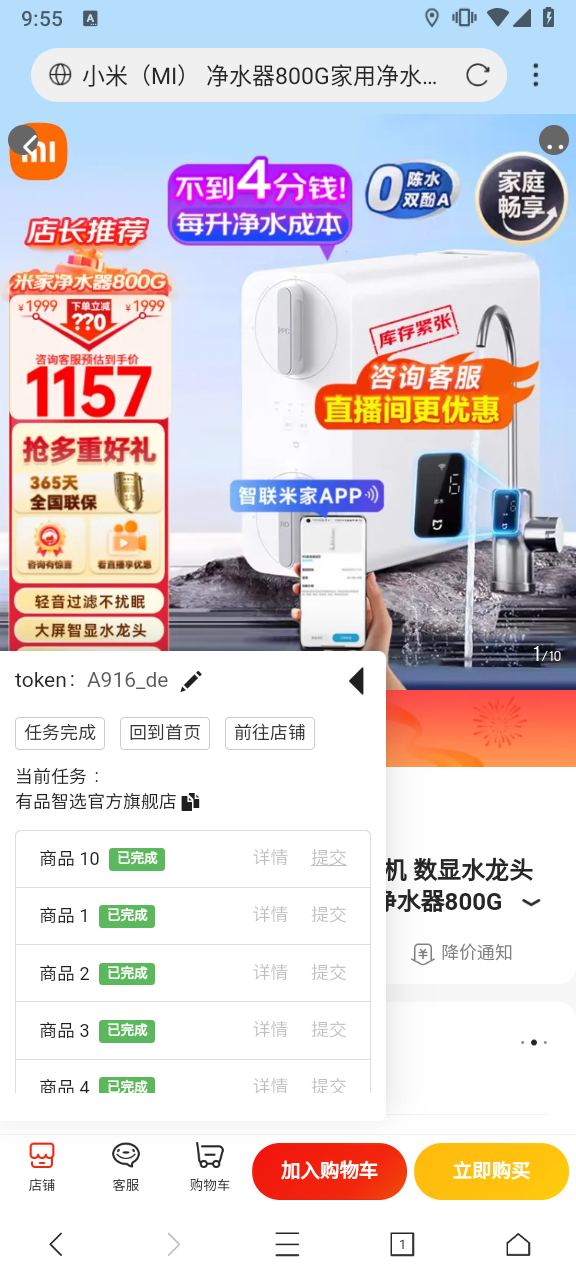 9:55
A
小米（MI） 净水器800G家用净水...
mi
不到4分钱!
每升净水成本
0 陈水
双酚A
家庭
畅享
店长推荐
米家净水器800G
¥1999 下单立减 ¥1999
??0
咨询客服预估到手价
1157
库存紧张
咨询客服
直播间更优惠
抢多重好礼
365天
全国联保
智联米家APP
咨询有惊喜 看直播享优惠
轻音过滤不扰眠
大屏智显水龙头
1/10
token： A916_de
任务完成 回到首页 前往店铺
当前任务：
有品智选官方旗舰店
商品 10 已完成 详情 提交
商品 1 已完成 详情 提交
商品 2 已完成 详情 提交
商品 3 已完成 详情 提交
商品 4 已完成 详情 提交
机 数显水龙头
净水器800G
降价通知
店铺 客服 购物车 加入购物车 立即购买
1